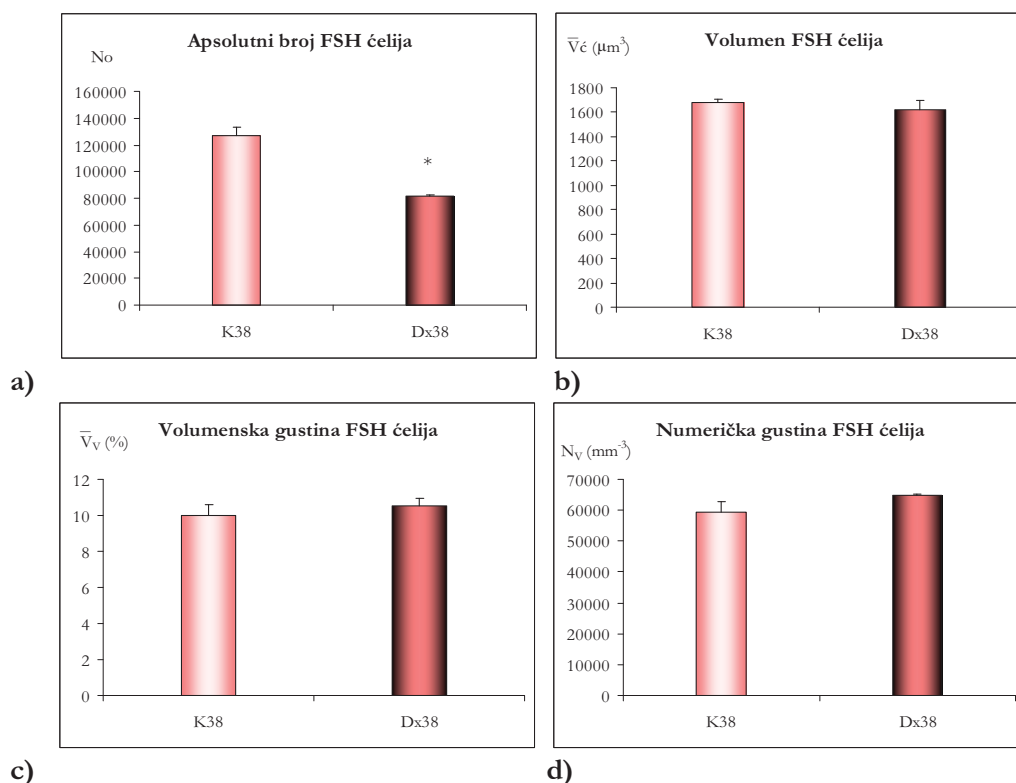 Apsolutni broj FSH ćelija
No
160000
140000
120000
100000
80000
60000
40000
20000
0
*
K38
Dx38
a)
Volumen FSH ćelija
V̅ć (μm³)
1800
1600
1400
1200
1000
800
600
400
200
0
K38
Dx38
b)
Volumenska gustina FSH ćelija
V̅V (%)
12
10
8
6
4
2
0
K38
Dx38
c)
Numerička gustina FSH ćelija
NV (mm⁻³)
70000
60000
50000
40000
30000
20000
10000
0
K38
Dx38
d)